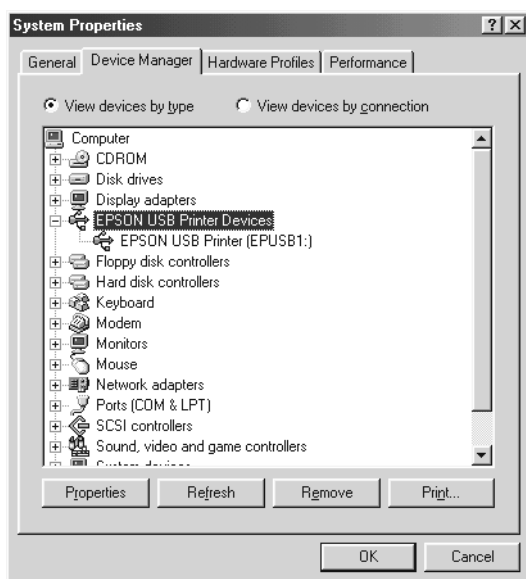 System Properties
General Device Manager Hardware Profiles Performance
View devices by type View devices by connection
Computer
CDROM
Disk drives
Display adapters
EPSON USB Printer Devices
EPSON USB Printer (EPUSB1:)
Floppy disk controllers
Hard disk controllers
Keyboard
Modem
Monitors
Mouse
Network adapters
Ports (COM & LPT)
SCSI controllers
Sound, video and game controllers
System devices
Properties Refresh Remove Print...
OK Cancel